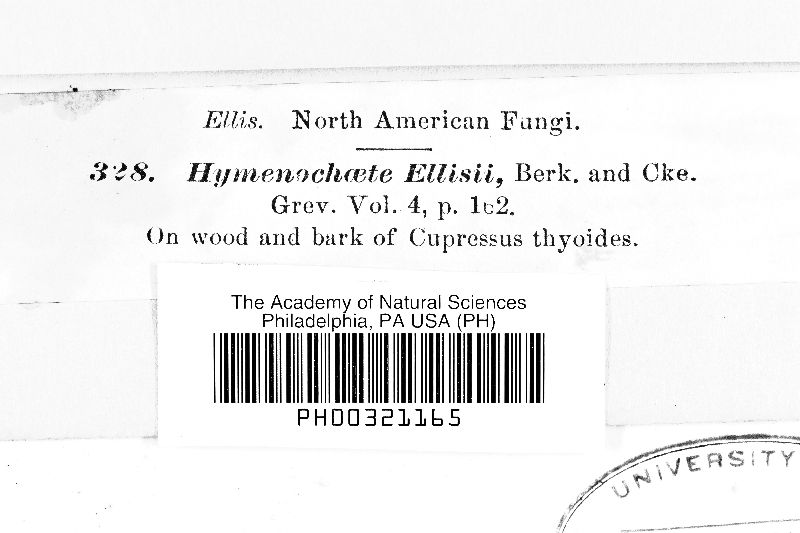 Ellis. North American Fungi.
328. Hymenochæte Ellisii, Berk. and Cke.
Grev. Vol. 4, p. 162.
On wood and bark of Cupressus thyoides.
The Academy of Natural Sciences
Philadelphia, PA USA (PH)
PH00321165
UNIVERSITY